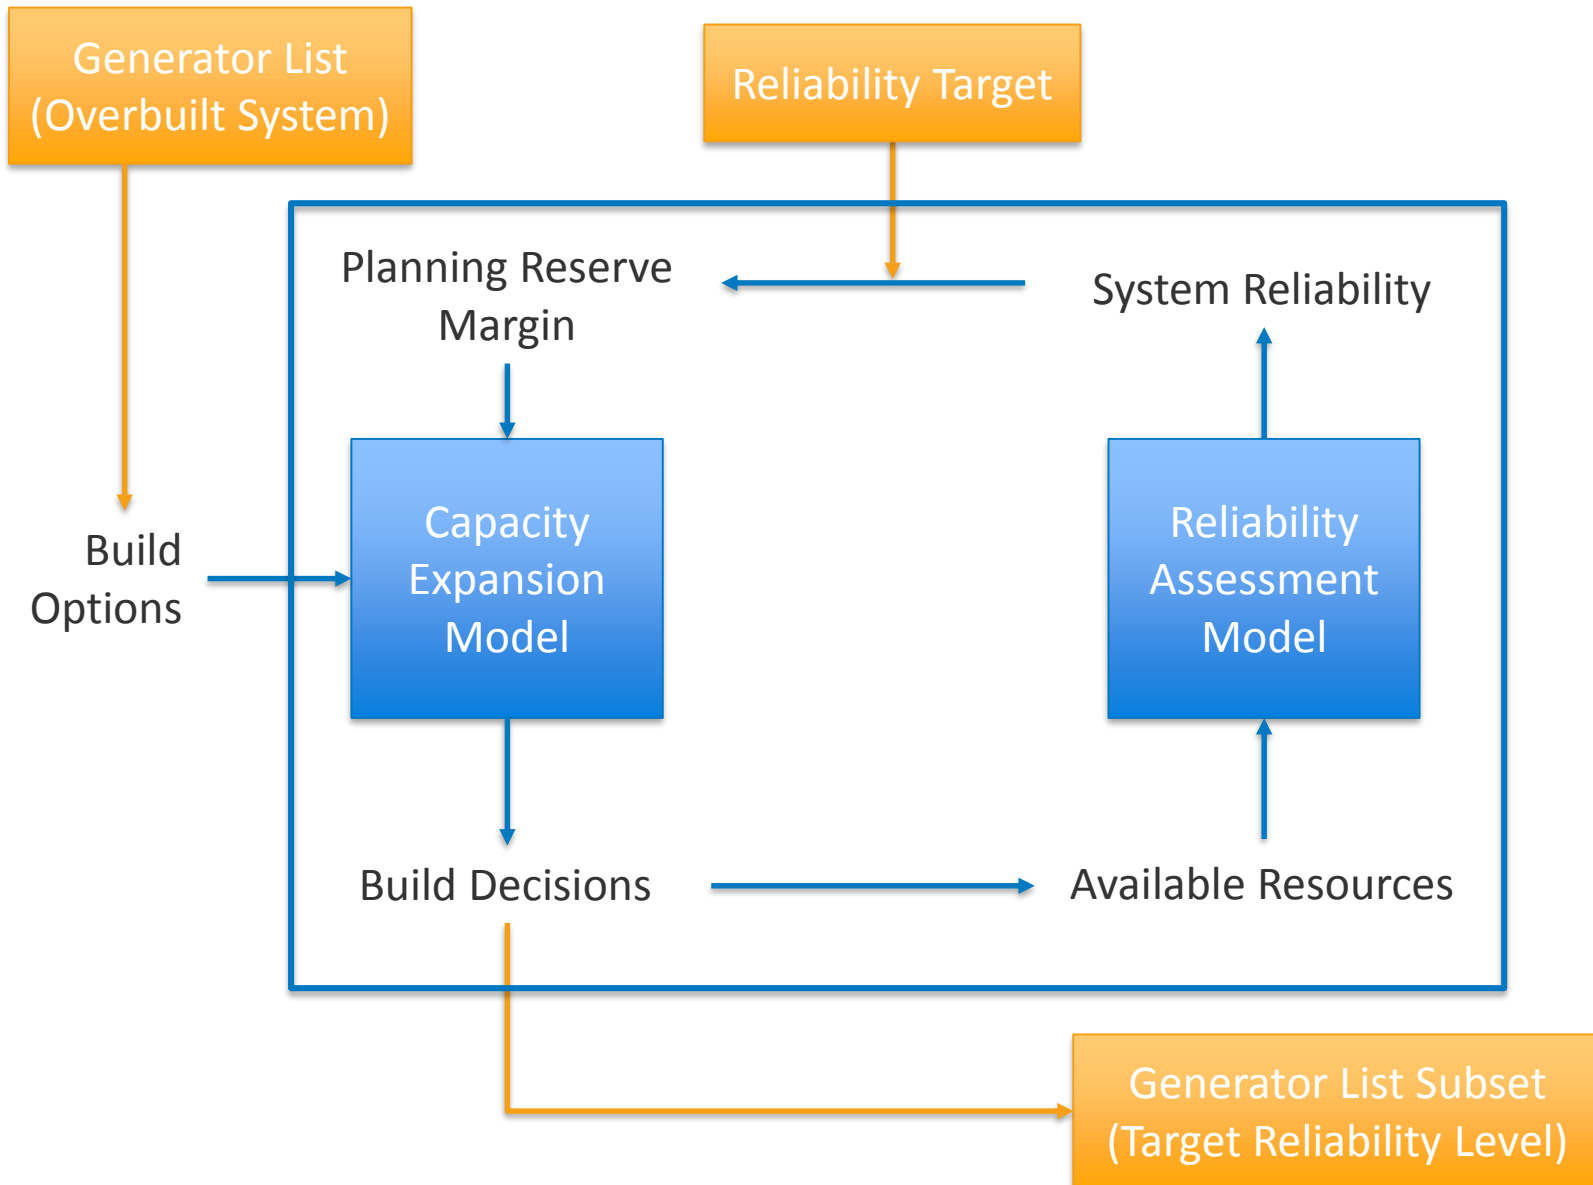 Generator List
(Overbuilt System)
Reliability Target
Planning Reserve
Margin
System Reliability
Build
Options
Capacity
Expansion
Model
Reliability
Assessment
Model
Build Decisions
Available Resources
Generator List Subset
(Target Reliability Level)